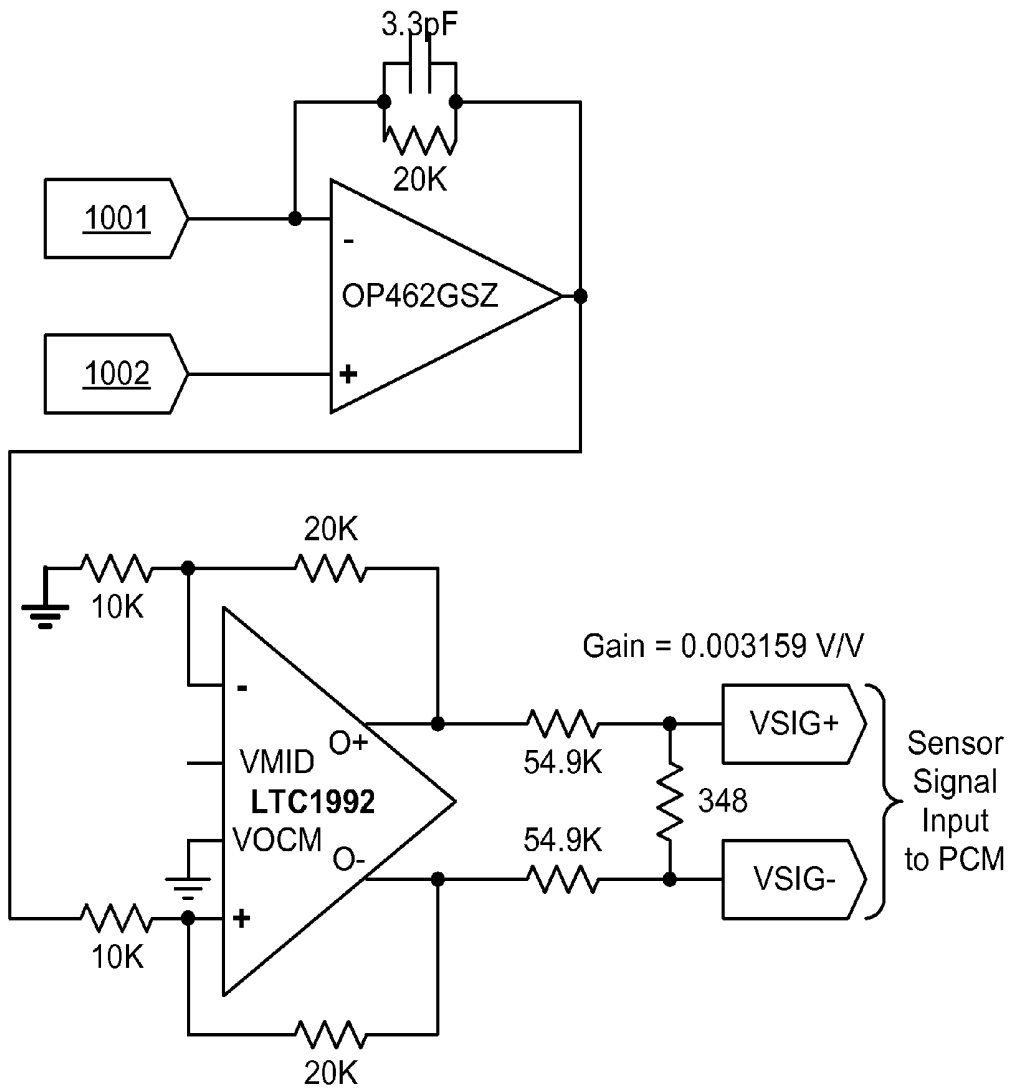 3.3pF
20K
1001
-
OP462GSZ
1002
+
20K
10K
Gain = 0.003159 V/V
-
O+
VSIG+
54.9K
VMID
LTC1992
348
VOCM
O-
54.9K
VSIG-
Sensor
Signal
Input
to PCM
+
10K
20K